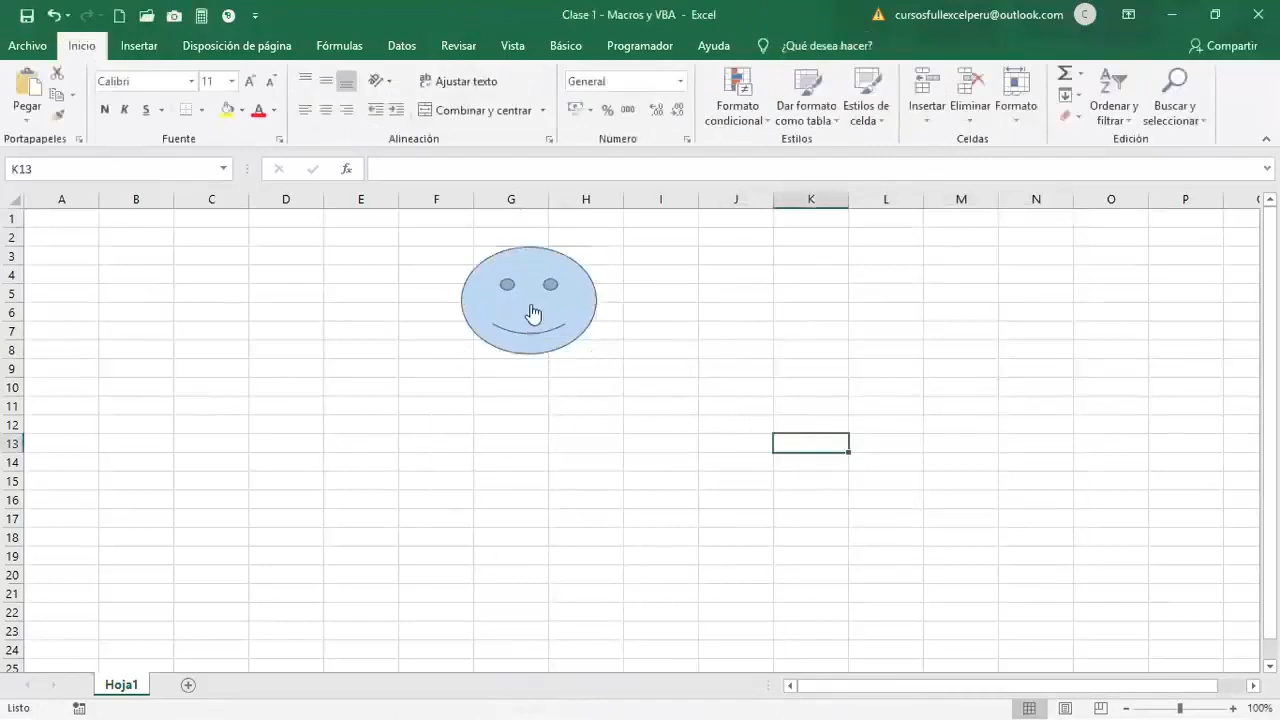 Clase 1 - Macros y VBA - Excel
cursosfullexcelperu@outlook.com
C
Archivo
Inicio
Insertar
Disposición de página
Fórmulas
Datos
Revisar
Vista
Básico
Programador
Ayuda
¿Qué desea hacer?
Compartir
Pegar
Portapapeles
Calibri
11
N K S
Fuente
Ajustar texto
Combinar y centrar
Alineación
General
% 000
Número
Formato condicional
Dar formato como tabla
Estilos de celda
Estilos
Insertar
Eliminar
Formato
Celdas
Ordenar y filtrar
Buscar y seleccionar
Edición
K13
fx
A B C D E F G H I J K L M N O P
1
2
3
4
5
6
7
8
9
10
11
12
13
14
15
16
17
18
19
20
21
22
23
24
25
Hoja1
Listo
100%